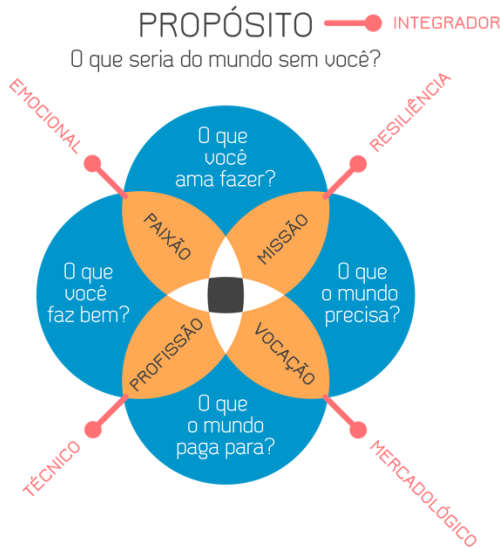 PROPÓSITO
INTEGRADOR
O que seria do mundo sem você?
EMOCIONAL
RESILIÊNCIA
O que
você
ama fazer?
PAIXÃO
MISSÃO
O que
você
faz bem?
O que
o mundo
precisa?
PROFISSÃO
VOCAÇÃO
O que
o mundo
paga para?
TÉCNICO
MERCADOLÓGICO